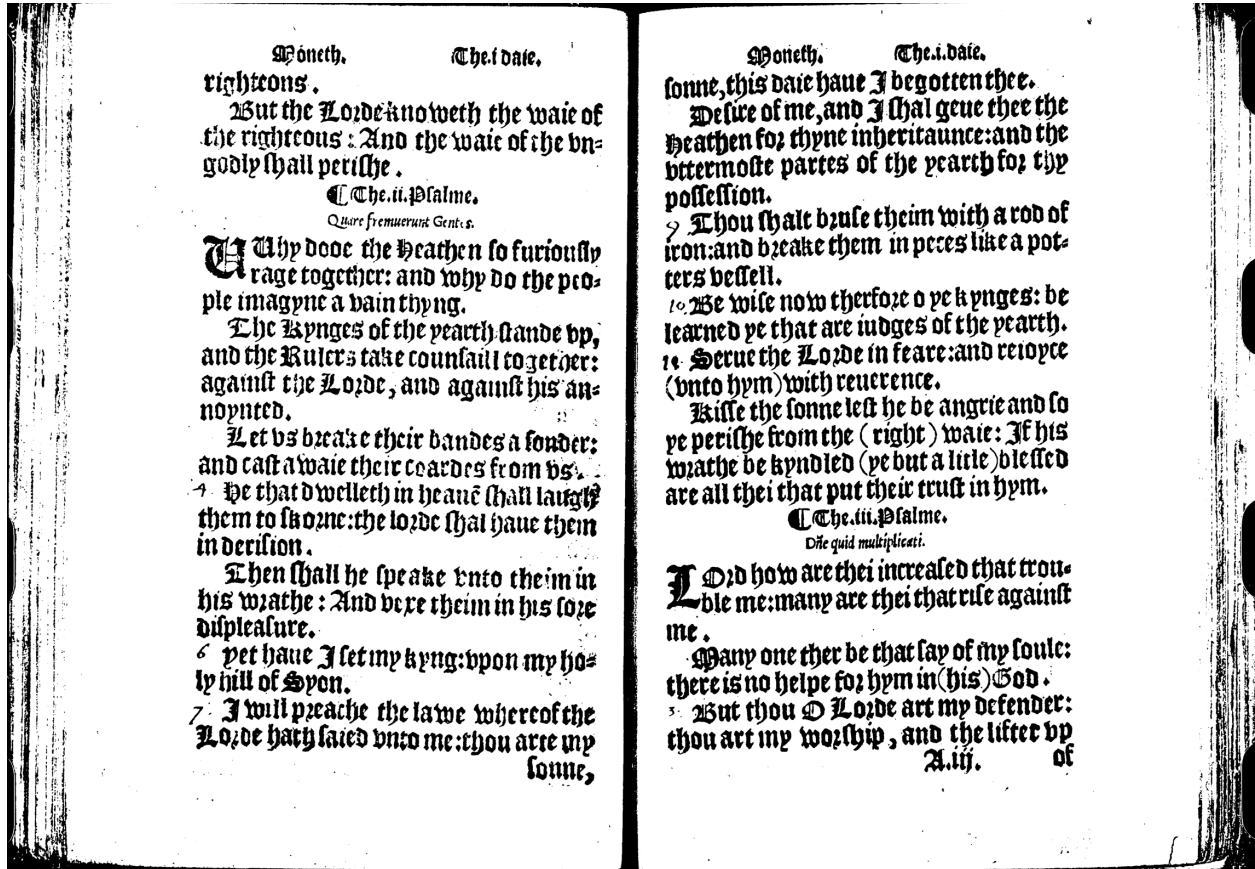 Moneth. The.i daie.
righteons.
But the Lorde knoweth the waie of
the righteous: And the waie of the vn=
godly shall perishe.
¶ The.ii.Psalme.
Quare fremuerunt Gentes.
WHhy dooe the Heathen so furiously
rage together: and why do the peo=
ple imagyne a vain thyng.
The Kynges of the yearth stande vp,
and the Rulers take counsaill together:
against the Lorde, and against his an=
noynted.
Let vs breake their bandes a sonder:
and cast awaie their coardes from vs.
4 He that dwelleth in heauē shall laugh
them to skorne: the lorde shal haue them
in derision.
Then shall he speake vnto theim in
his wrathe: And vexe theim in his sore
displeasure.
6 yet haue I set my kyng: vpon my ho=
ly hill of Syon.
7 I will preache the lawe whereof the
Lorde hath saied vnto me: thou arte my
sonne,
Moneth. The.i.daie.
sonne, this daie haue I begotten thee.
Desire of me, and I shal geue thee the
Heathen for thyne inheritaunce: and the
vttermoste partes of the yearth for thy
possession.
9 Thou shalt bruse theim with a rod of
iron: and breake them in peces like a pot=
ters vessell.
10 Be wise now therfore o ye kynges: be
learned ye that are iudges of the yearth.
11 Serue the Lorde in feare: and reioyce
(vnto hym) with reuerence.
Kisse the sonne lest he be angrie and so
ye perishe from the (right) waie: If his
wrathe be kyndled (ye but a litle) blessed
are all thei that put their trust in hym.
¶ The.iii.Psalme.
Dñe quid multiplicati.
LOrd how are thei increased that trou=
ble me: many are thei that rise against
me.
Many one ther be that say of my soule:
there is no helpe for hym in (his) God.
3 But thou O Lorde art my defender:
thou art my worship, and the lifter vp
A.iij. of